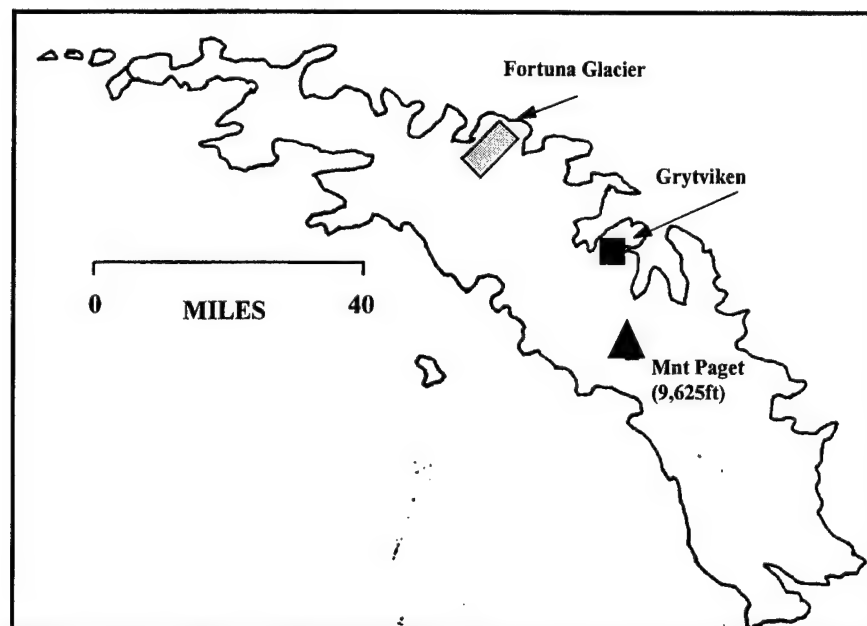 Fortuna Glacier
Grytviken
0 MILES 40
Mnt Paget
(9,625ft)